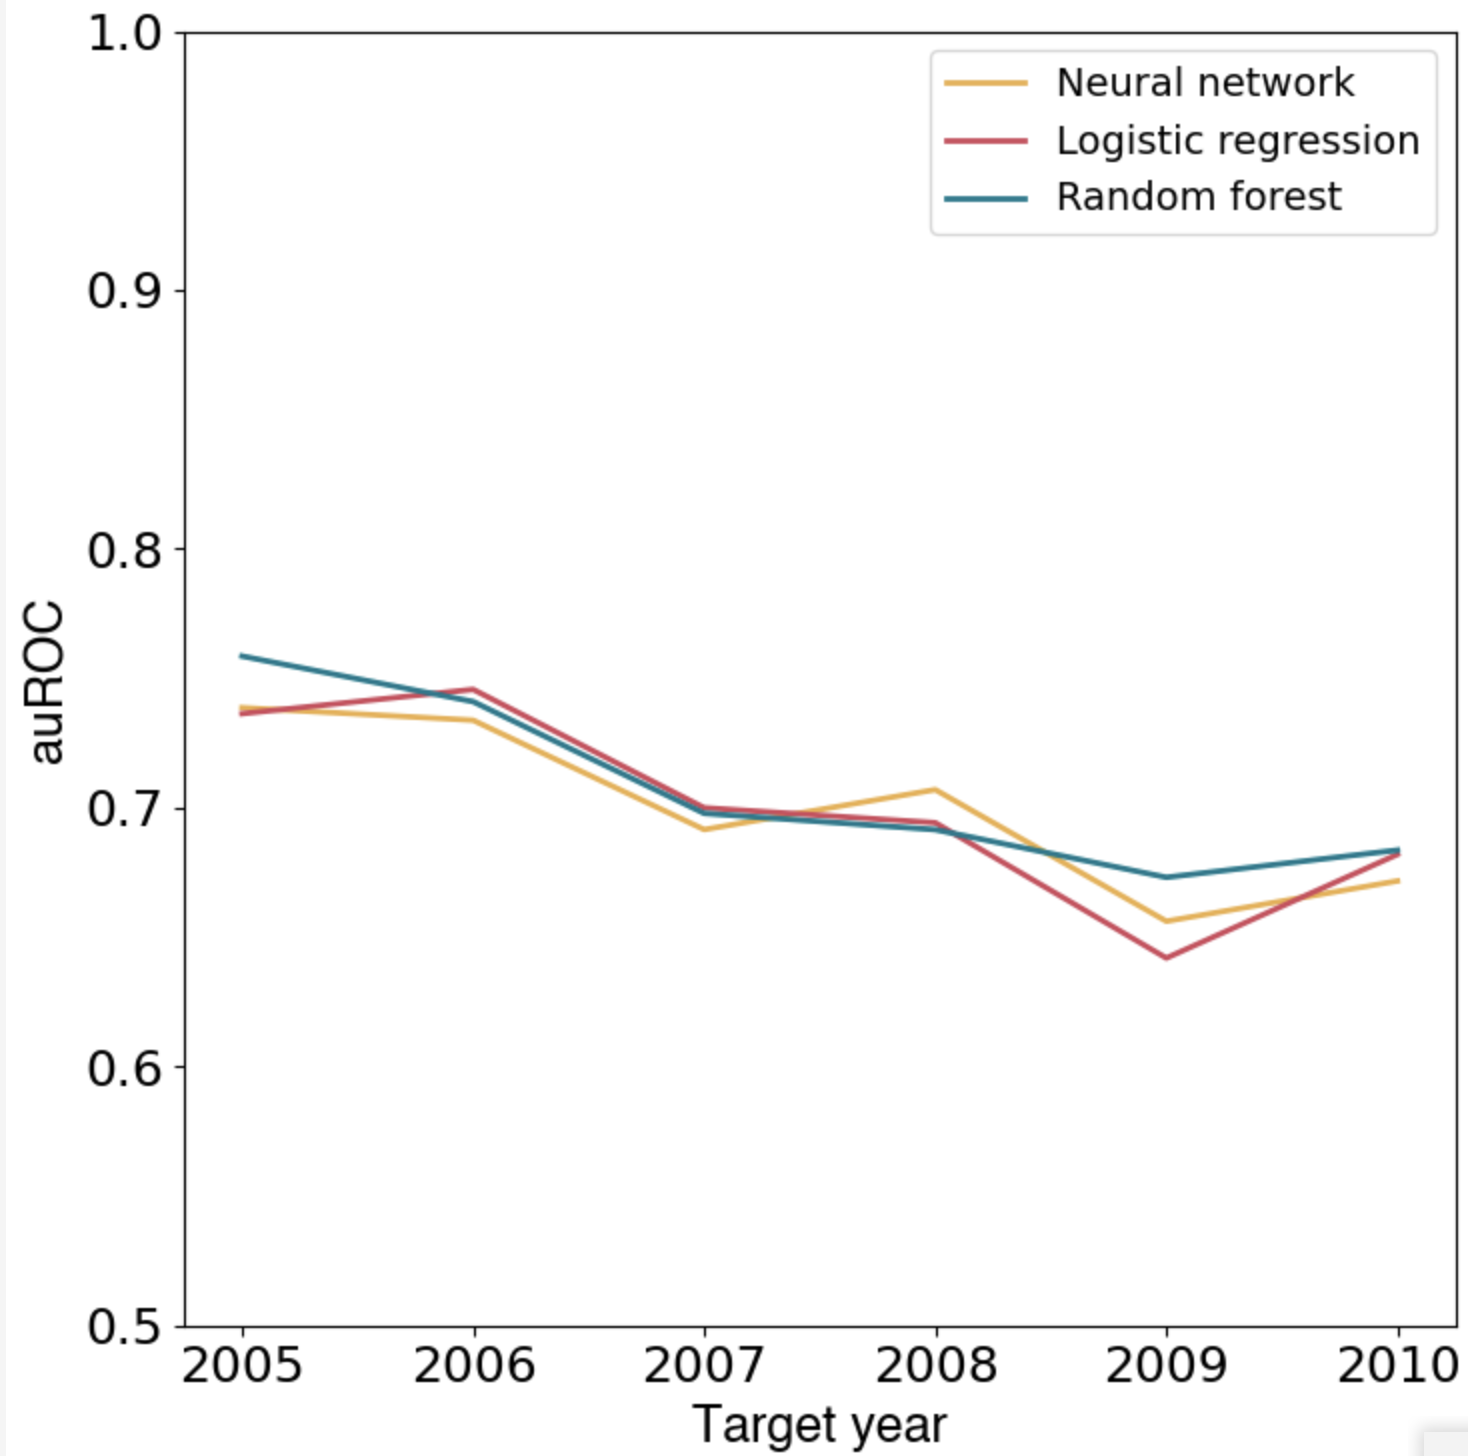 1.0
0.9
0.8
0.7
0.6
0.5
auROC
Neural network
Logistic regression
Random forest
2005 2006 2007 2008 2009 2010
Target year